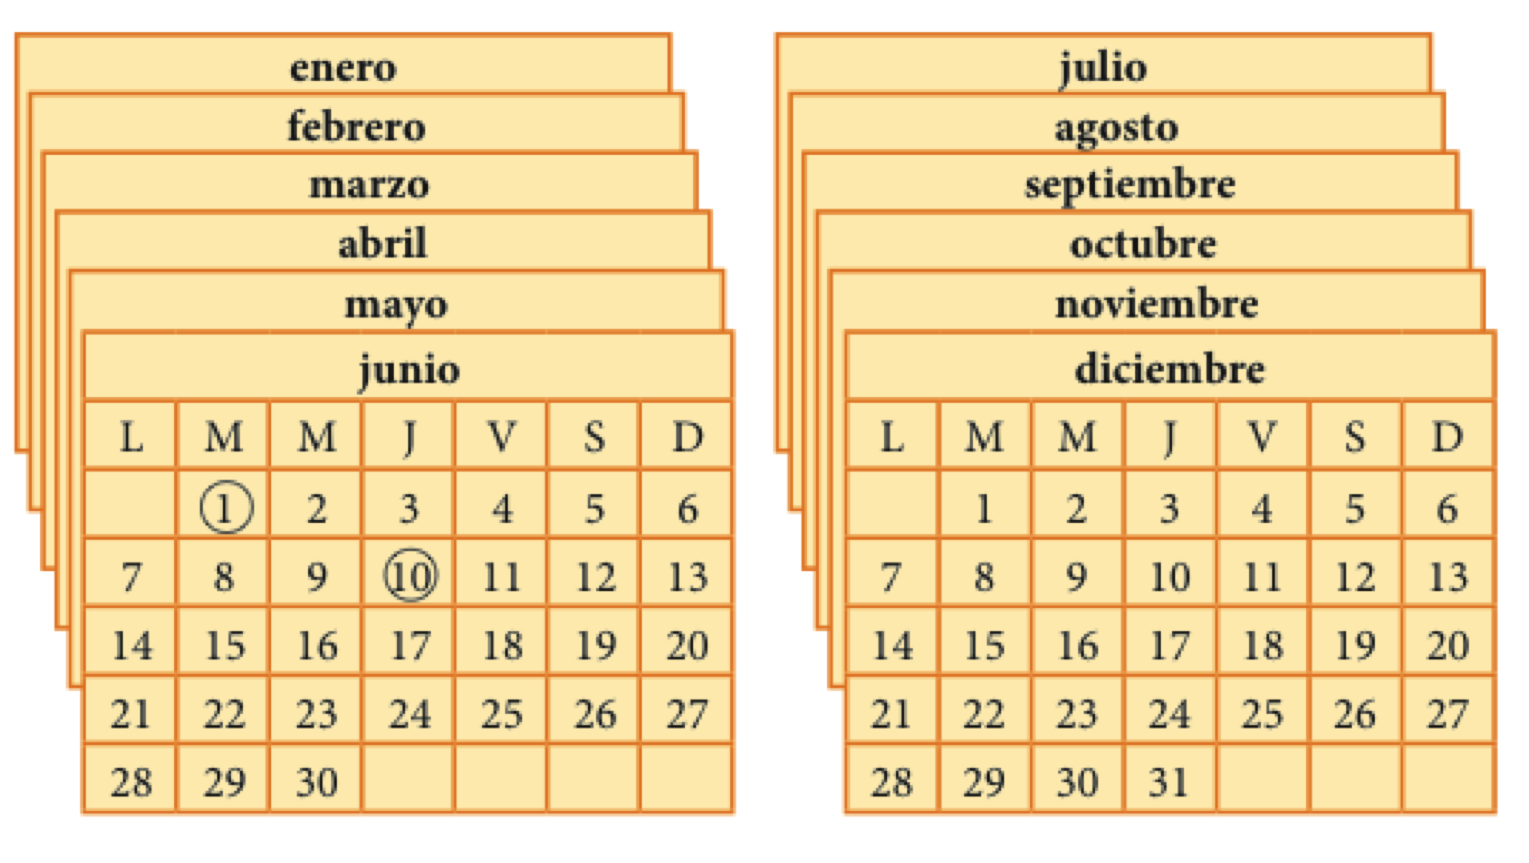 enero
febrero
marzo
abril
mayo
junio
L M M J V S D
1 2 3 4 5 6
7 8 9 10 11 12 13
14 15 16 17 18 19 20
21 22 23 24 25 26 27
28 29 30
julio
agosto
septiembre
octubre
noviembre
diciembre
L M M J V S D
1 2 3 4 5 6
7 8 9 10 11 12 13
14 15 16 17 18 19 20
21 22 23 24 25 26 27
28 29 30 31